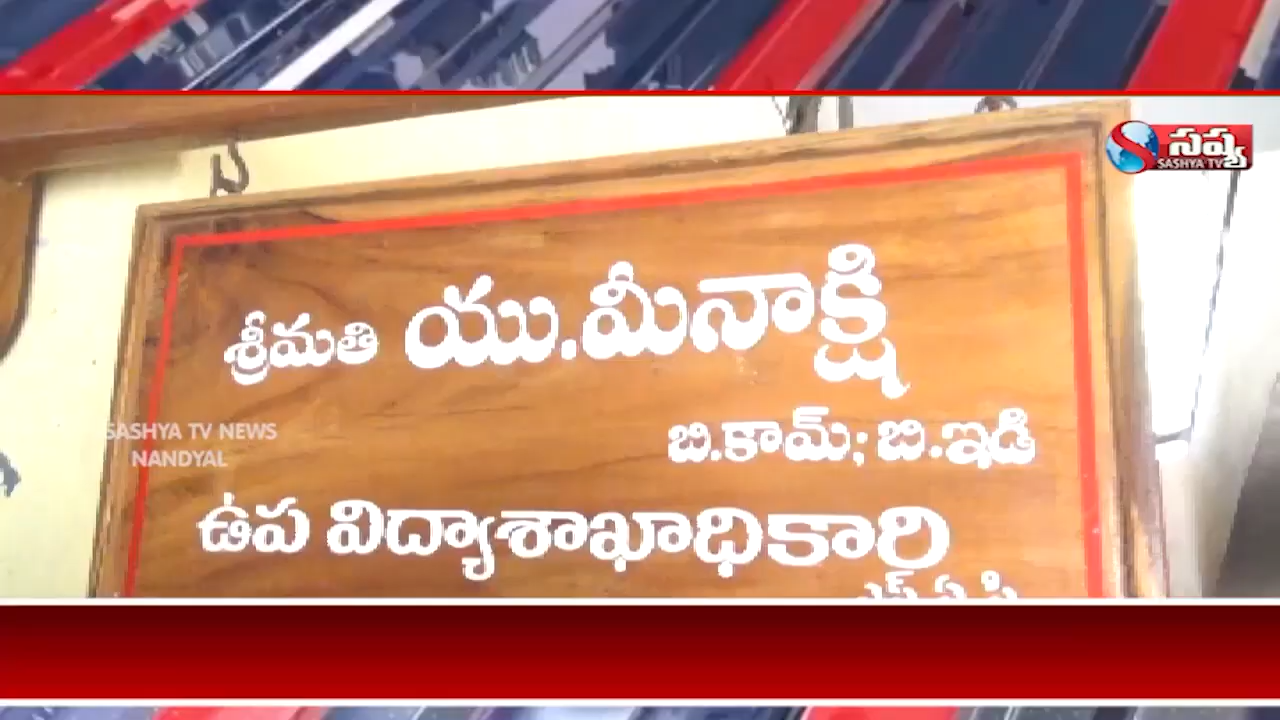 సష్య
SASHYA TV
శ్రీమతి యు.మీనాక్షి
బి.కామ్; బి.ఇడి
SASHYA TV NEWS
NANDYAL
ఉప విద్యాశాఖాధికారి